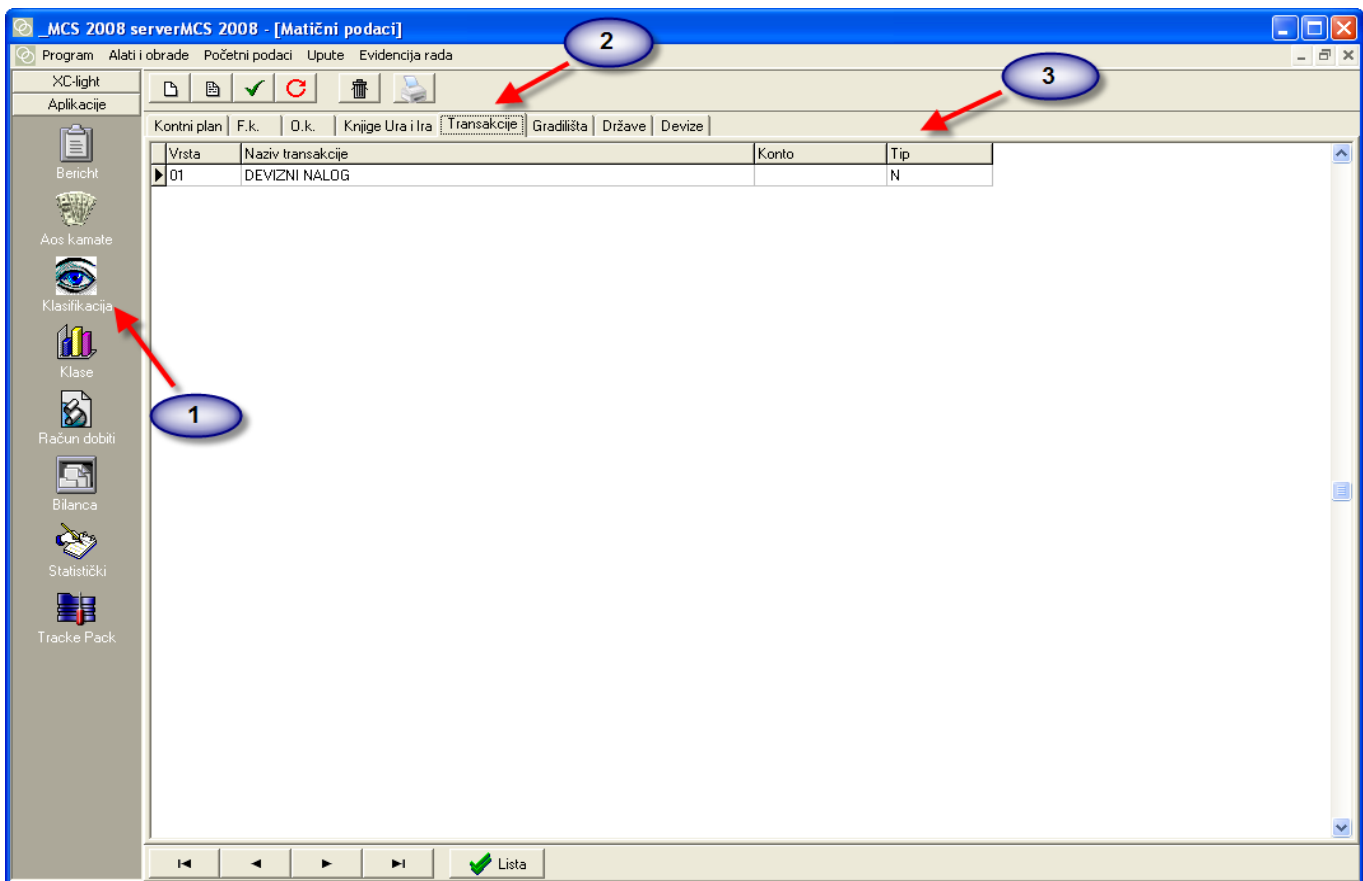 _MCS 2008 serverMCS 2008 - [Matični podaci]
Program Alati i obrade Početni podaci Upute Evidencija rada
2
3
XC-light
Aplikacije
Kontni plan F.k. O.k. Knjige Ura i Ira Transakcije Gradilišta Države Devize
Vrsta Naziv transakcije Konto Tip
01 DEVIZNI NALOG N
Bericht
Aos kamate
Klasifikacija
Klase
1
Račun dobiti
Bilanca
Statistički
Tracke Pack
Lista